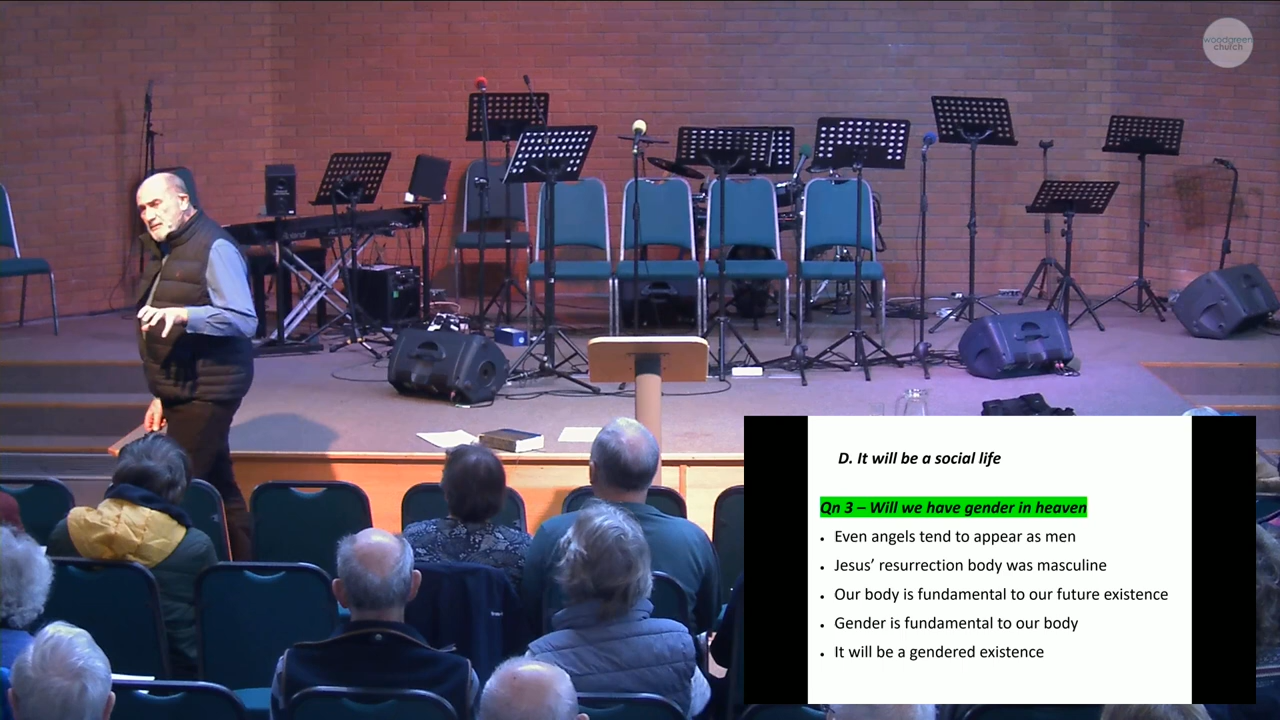 woodgreen
church
Roland
D. It will be a social life
Qn 3 – Will we have gender in heaven
• Even angels tend to appear as men
• Jesus’ resurrection body was masculine
• Our body is fundamental to our future existence
• Gender is fundamental to our body
• It will be a gendered existence